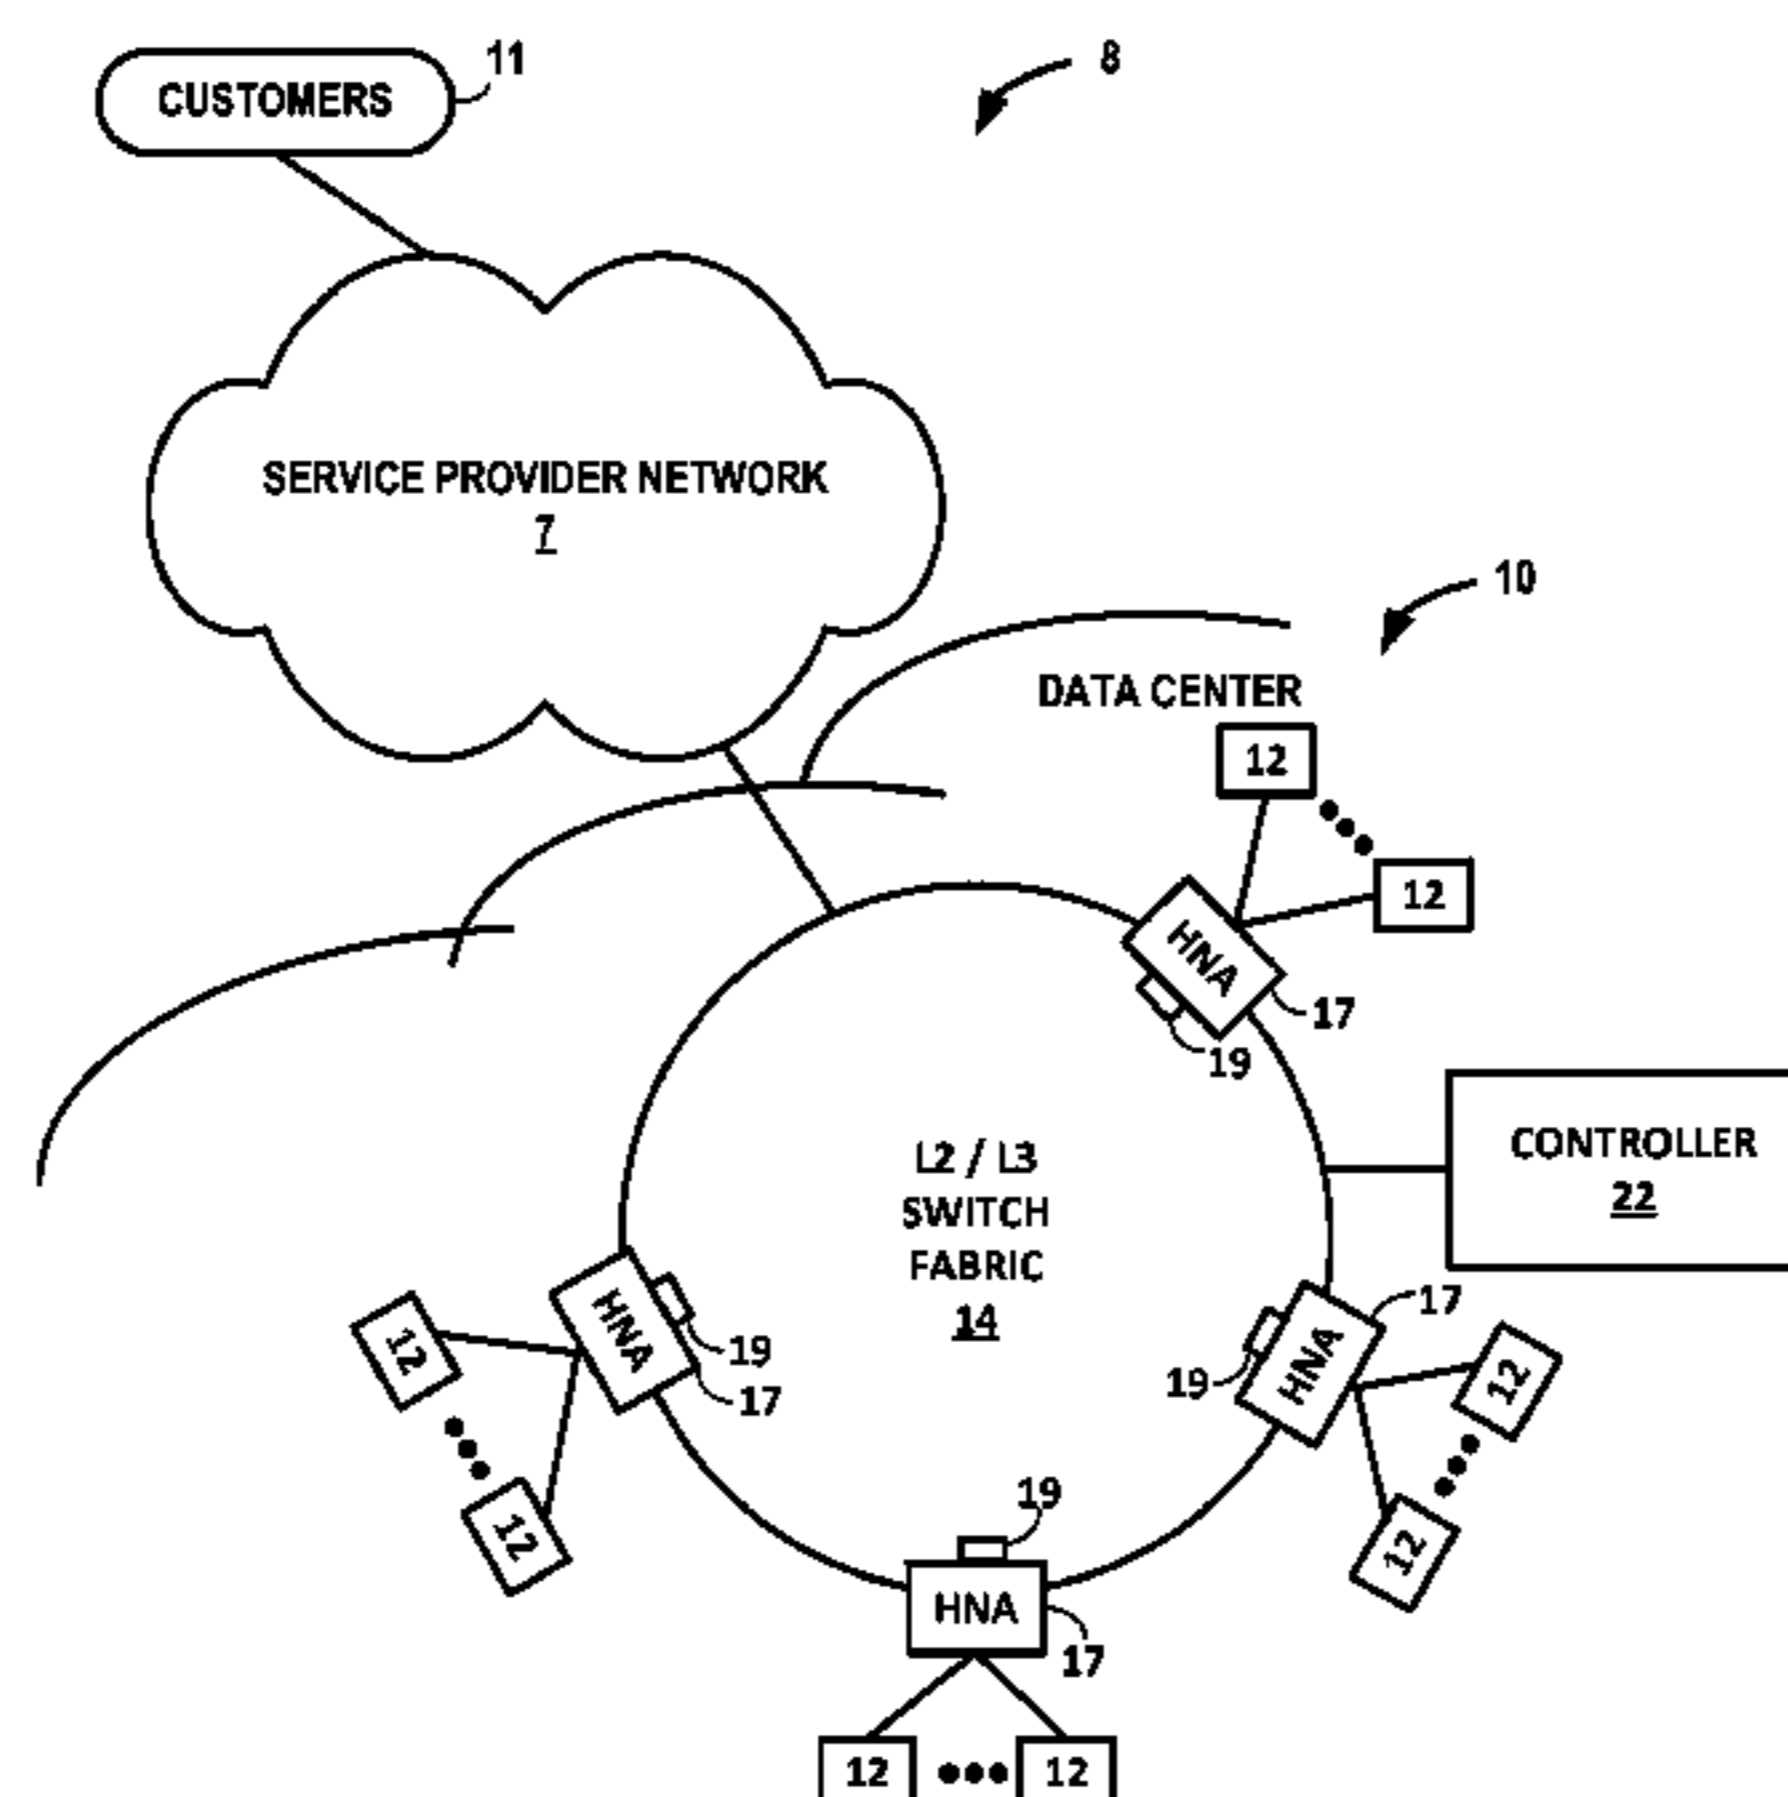 11
8
CUSTOMERS
SERVICE PROVIDER NETWORK
7
10
DATA CENTER
12
12
HNA
17
19
CONTROLLER
22
L2 / L3
SWITCH
FABRIC
14
HNA
19
17
12
12
17
HNA
19
12
12
19
HNA
17
12
12